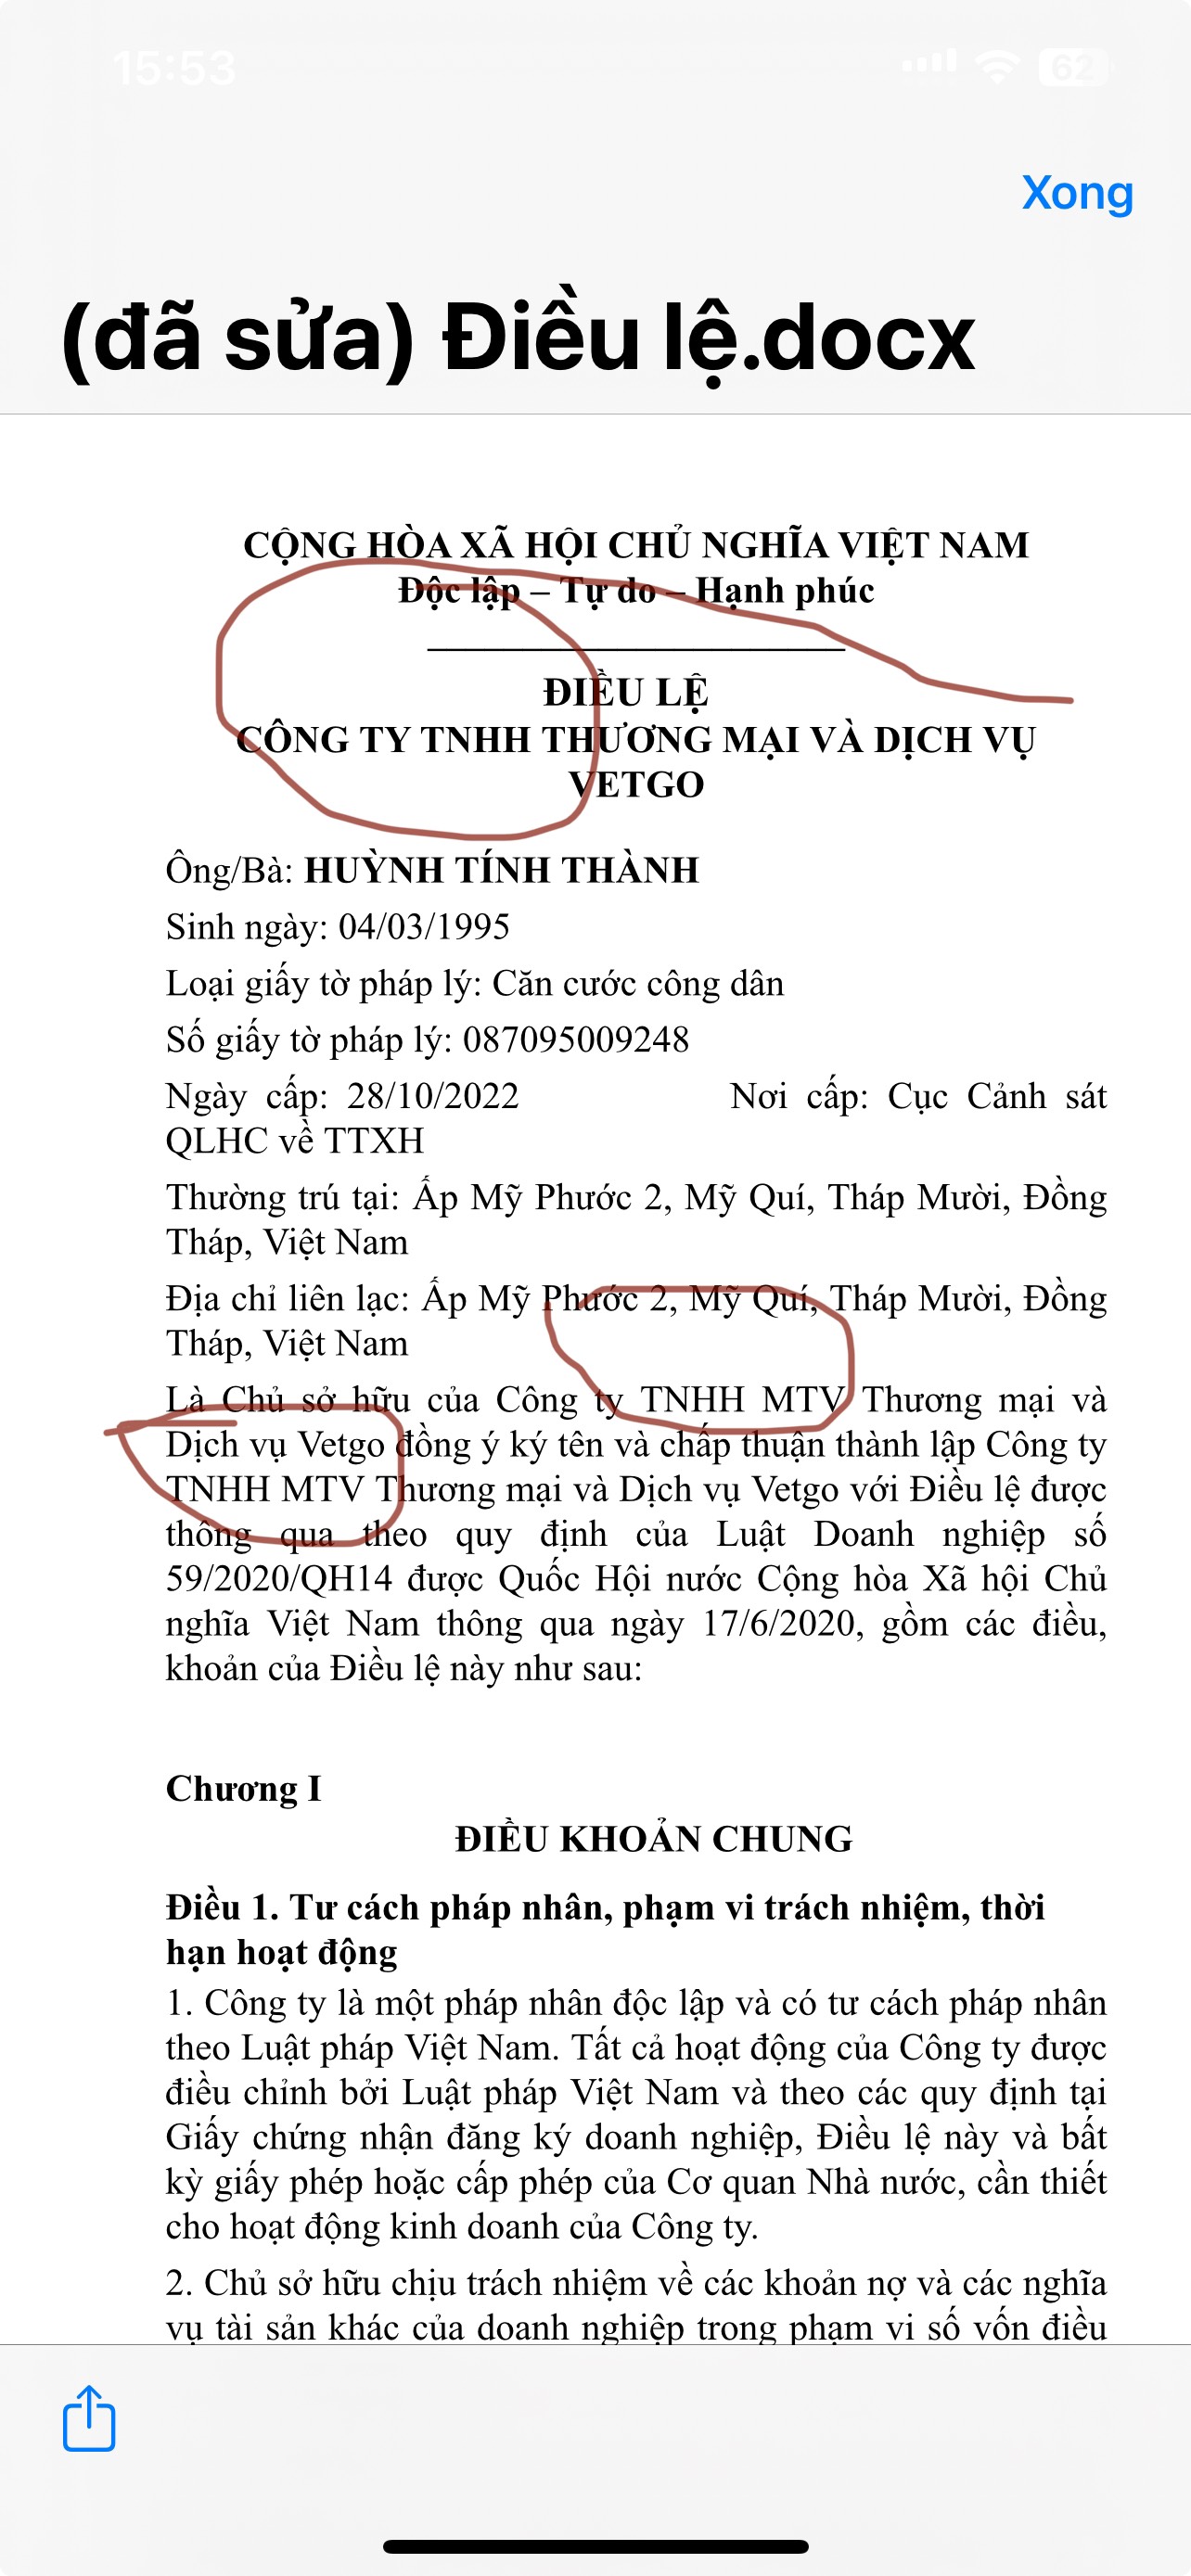 15:53
62
Xong
(đã sửa) Điều lệ.docx
CỘNG HÒA XÃ HỘI CHỦ NGHĨA VIỆT NAM
Độc lập – Tự do – Hạnh phúc
ĐIỀU LỆ
CÔNG TY TNHH THƯƠNG MẠI VÀ DỊCH VỤ
VETGO
Ông/Bà: HUỲNH TÍNH THÀNH
Sinh ngày: 04/03/1995
Loại giấy tờ pháp lý: Căn cước công dân
Số giấy tờ pháp lý: 087095009248
Ngày cấp: 28/10/2022 Nơi cấp: Cục Cảnh sát
QLHC về TTXH
Thường trú tại: Ấp Mỹ Phước 2, Mỹ Quí, Tháp Mười, Đồng
Tháp, Việt Nam
Địa chỉ liên lạc: Ấp Mỹ Phước 2, Mỹ Quí, Tháp Mười, Đồng
Tháp, Việt Nam
Là Chủ sở hữu của Công ty TNHH MTV Thương mại và
Dịch vụ Vetgo đồng ý ký tên và chấp thuận thành lập Công ty
TNHH MTV Thương mại và Dịch vụ Vetgo với Điều lệ được
thông qua theo quy định của Luật Doanh nghiệp số
59/2020/QH14 được Quốc Hội nước Cộng hòa Xã hội Chủ
nghĩa Việt Nam thông qua ngày 17/6/2020, gồm các điều,
khoản của Điều lệ này như sau:
Chương I
ĐIỀU KHOẢN CHUNG
Điều 1. Tư cách pháp nhân, phạm vi trách nhiệm, thời
hạn hoạt động
1. Công ty là một pháp nhân độc lập và có tư cách pháp nhân
theo Luật pháp Việt Nam. Tất cả hoạt động của Công ty được
điều chỉnh bởi Luật pháp Việt Nam và theo các quy định tại
Giấy chứng nhận đăng ký doanh nghiệp, Điều lệ này và bất
kỳ giấy phép hoặc cấp phép của Cơ quan Nhà nước, cần thiết
cho hoạt động kinh doanh của Công ty.
2. Chủ sở hữu chịu trách nhiệm về các khoản nợ và các nghĩa
vụ tài sản khác của doanh nghiệp trong phạm vi số vốn điều